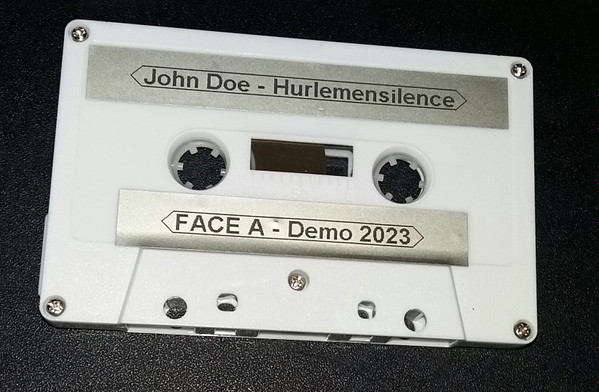 John Doe - Hurlemensilence
FACE A - Demo 2023